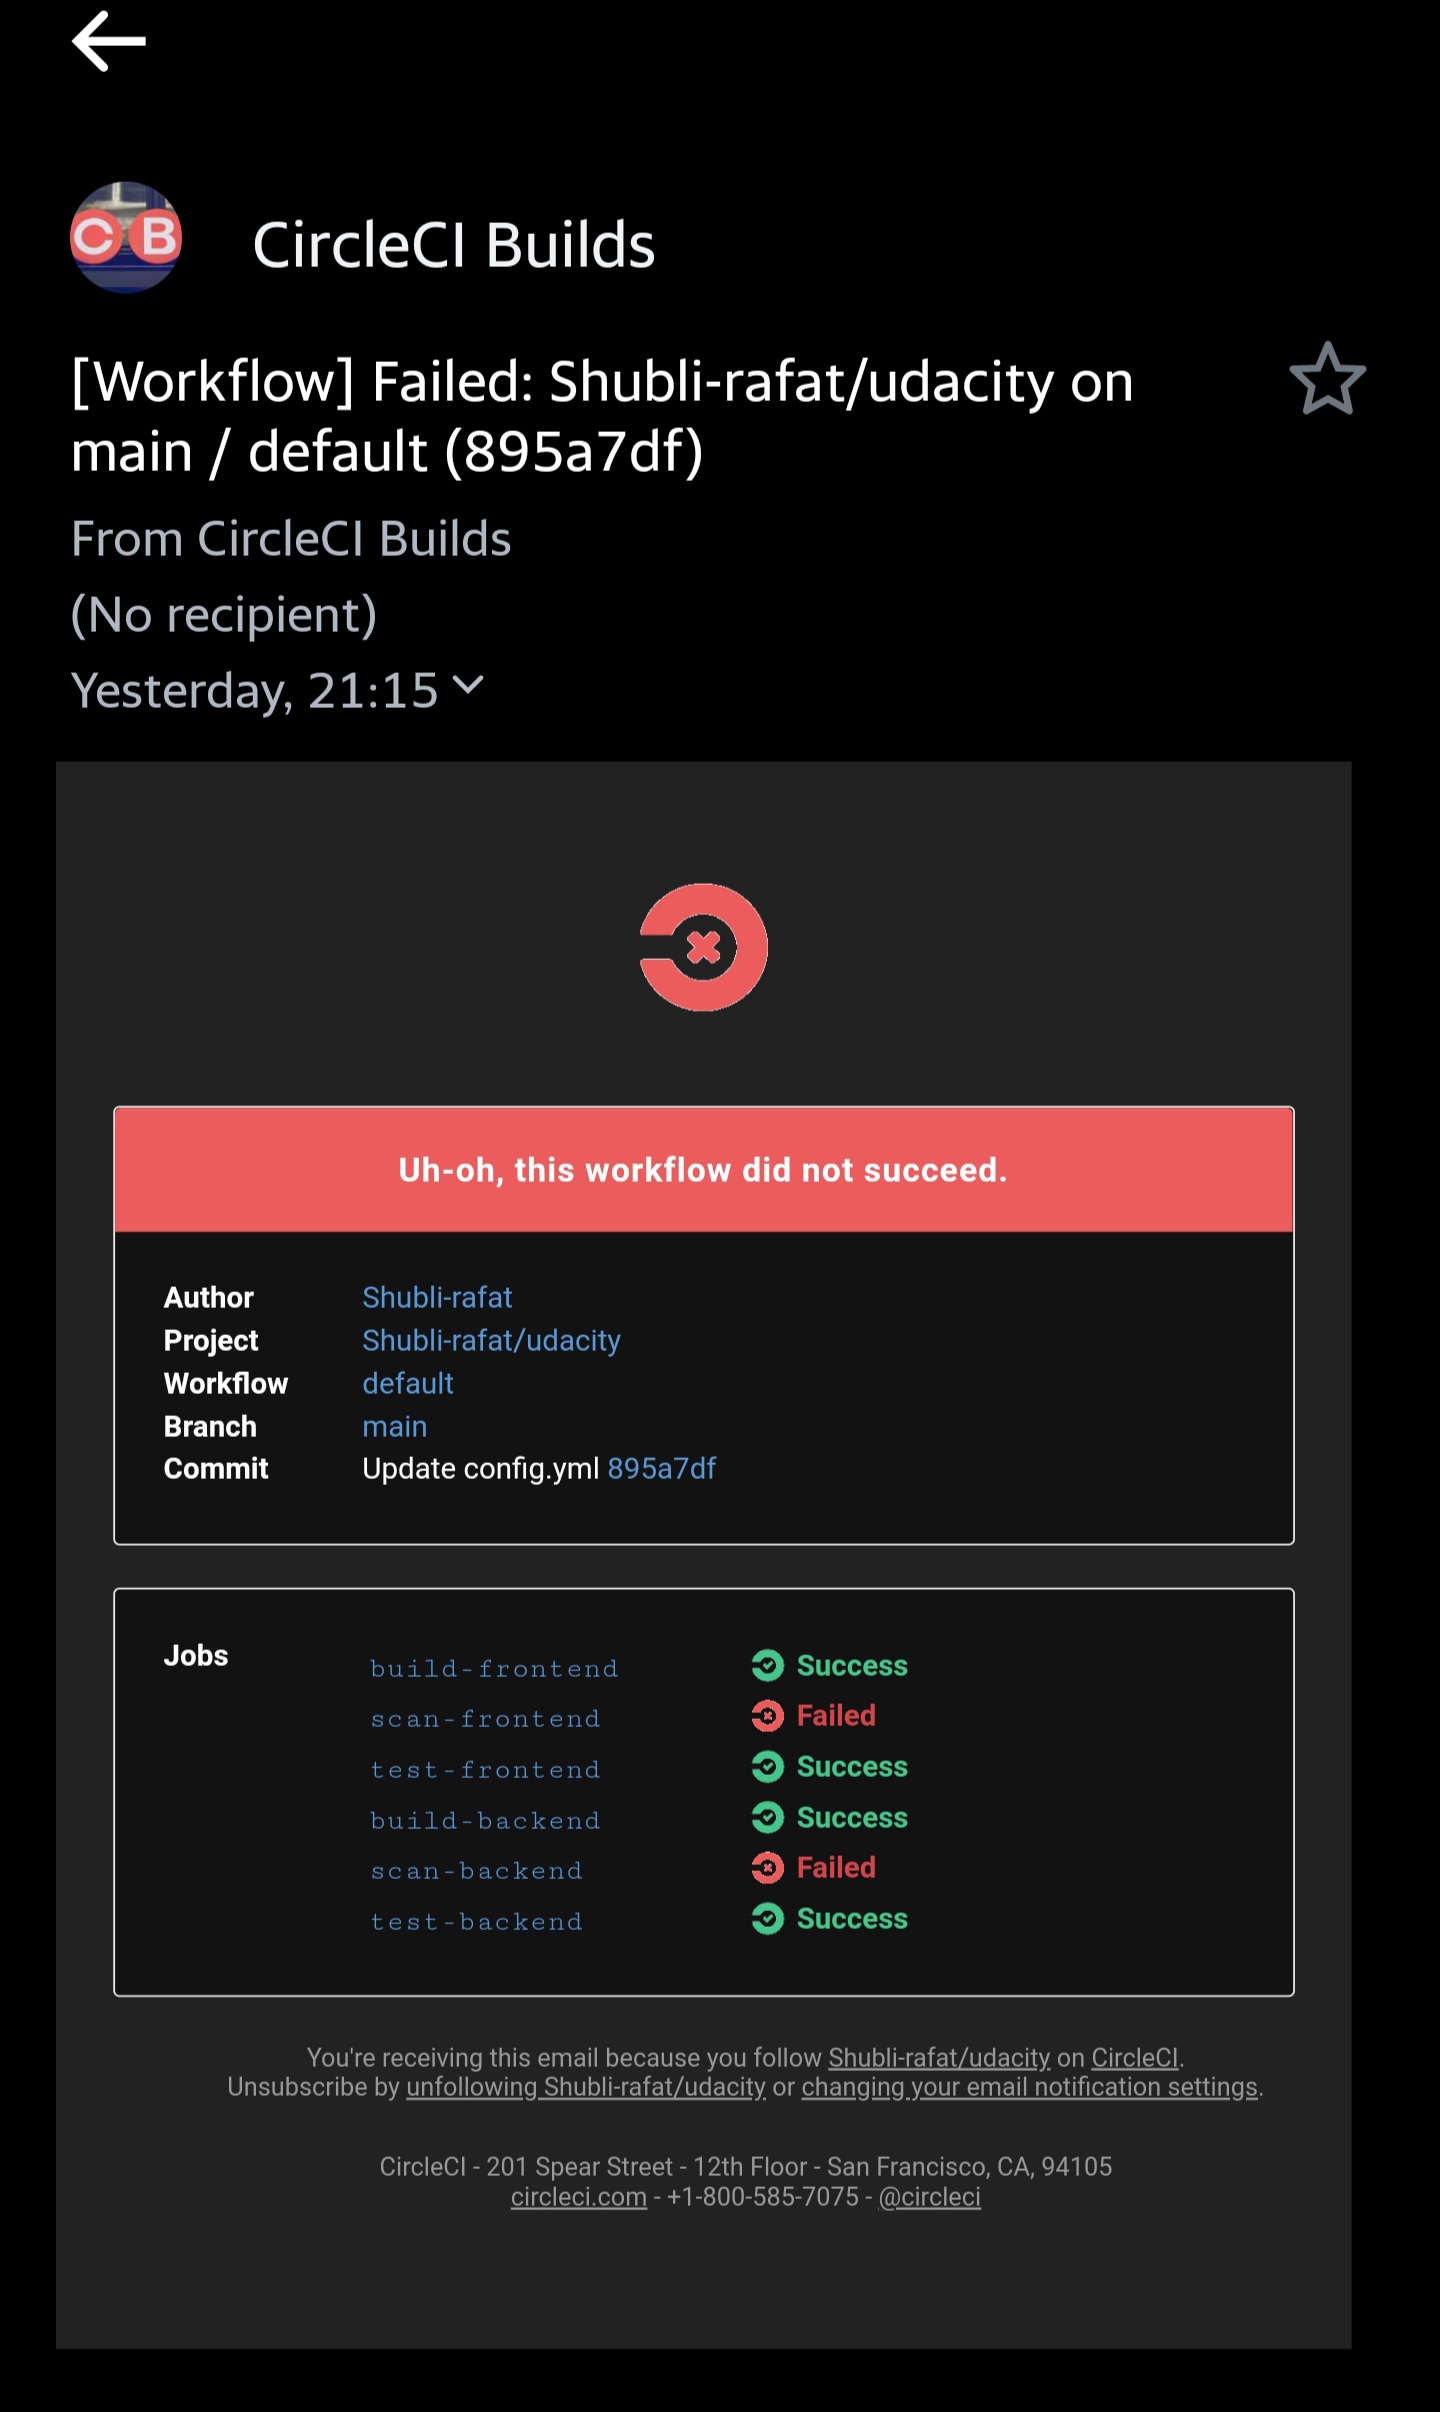 C B
CircleCI Builds
[Workflow] Failed: Shubli-rafat/udacity on
main / default (895a7df)
From CircleCI Builds
(No recipient)
Yesterday, 21:15
Uh-oh, this workflow did not succeed.
Author Shubli-rafat
Project Shubli-rafat/udacity
Workflow default
Branch main
Commit Update config.yml 895a7df
Jobs build-frontend Success
scan-frontend Failed
test-frontend Success
build-backend Success
scan-backend Failed
test-backend Success
You're receiving this email because you follow Shubli-rafat/udacity on CircleCI.
Unsubscribe by unfollowing Shubli-rafat/udacity or changing your email notification settings.
CircleCI - 201 Spear Street - 12th Floor - San Francisco, CA, 94105
circleci.com - +1-800-585-7075 - @circleci